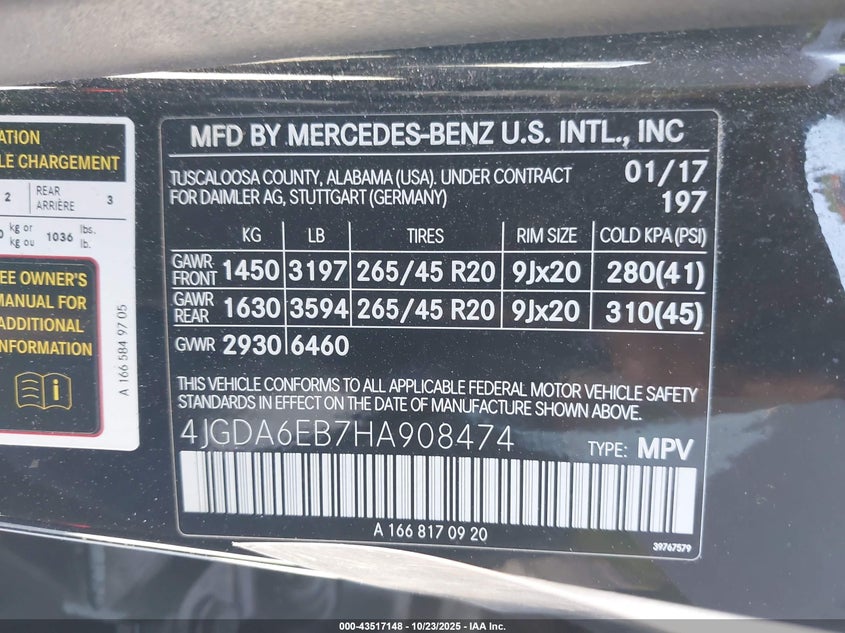 ATION
LE CHARGEMENT
2 REAR ARRIÈRE 3
kg or kg ou 1036 lbs. lb.
EE OWNER'S
MANUAL FOR
ADDITIONAL
INFORMATION
A 166 584 97 05
MFD BY MERCEDES-BENZ U.S. INTL., INC
TUSCALOOSA COUNTY, ALABAMA (USA). UNDER CONTRACT 01/17
FOR DAIMLER AG, STUTTGART (GERMANY) 197
KG LB TIRES RIM SIZE COLD KPA(PSI)
GAWR FRONT 1450 3197 265/45 R20 9Jx20 280(41)
GAWR REAR 1630 3594 265/45 R20 9Jx20 310(45)
GVWR 2930 6460
THIS VEHICLE CONFORMS TO ALL APPLICABLE FEDERAL MOTOR VEHICLE SAFETY
STANDARDS IN EFFECT ON THE DATE OF MANUFACTURE SHOWN ABOVE.
4JGDA6EB7HA908474 TYPE: MPV
A 166 817 09 20
39767579
000-43517148 - 10/23/2025 - IAA Inc.